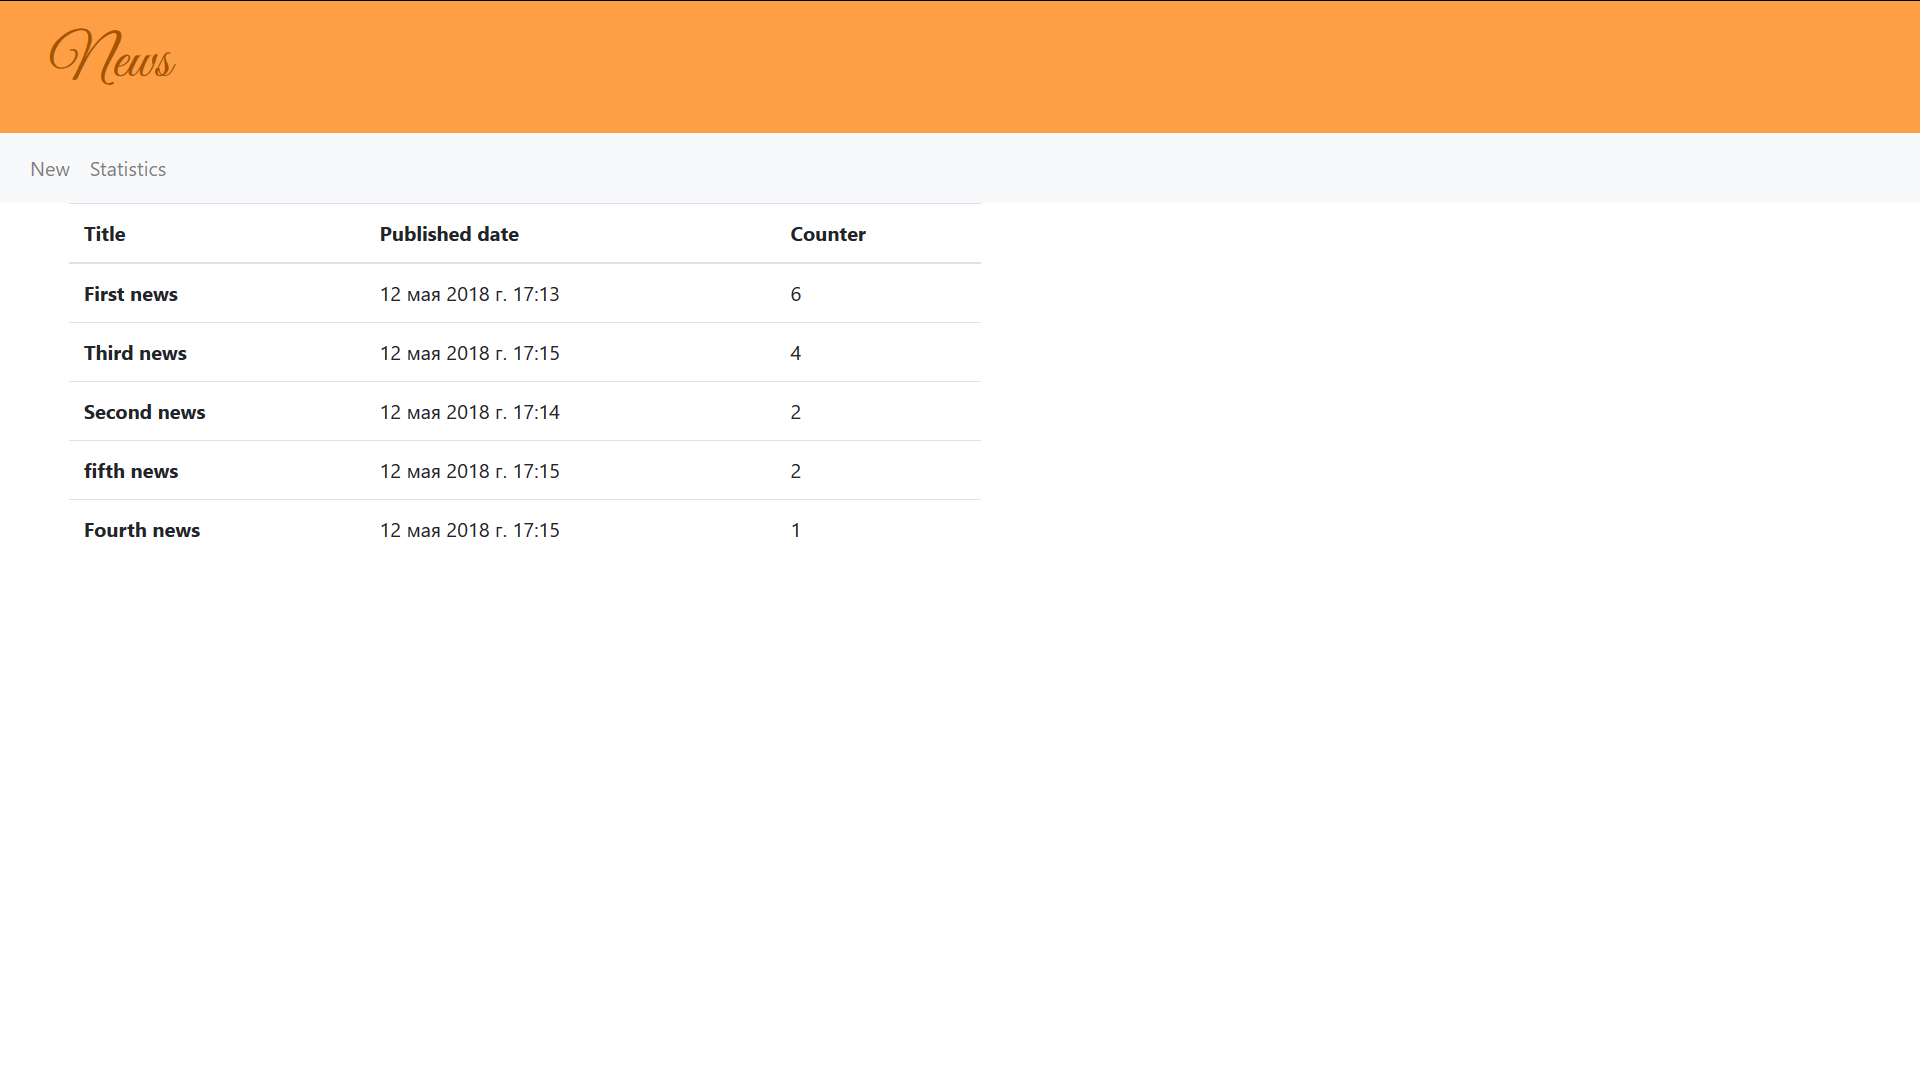 News
New Statistics
Title Published date Counter
First news 12 мая 2018 г. 17:13 6
Third news 12 мая 2018 г. 17:15 4
Second news 12 мая 2018 г. 17:14 2
fifth news 12 мая 2018 г. 17:15 2
Fourth news 12 мая 2018 г. 17:15 1